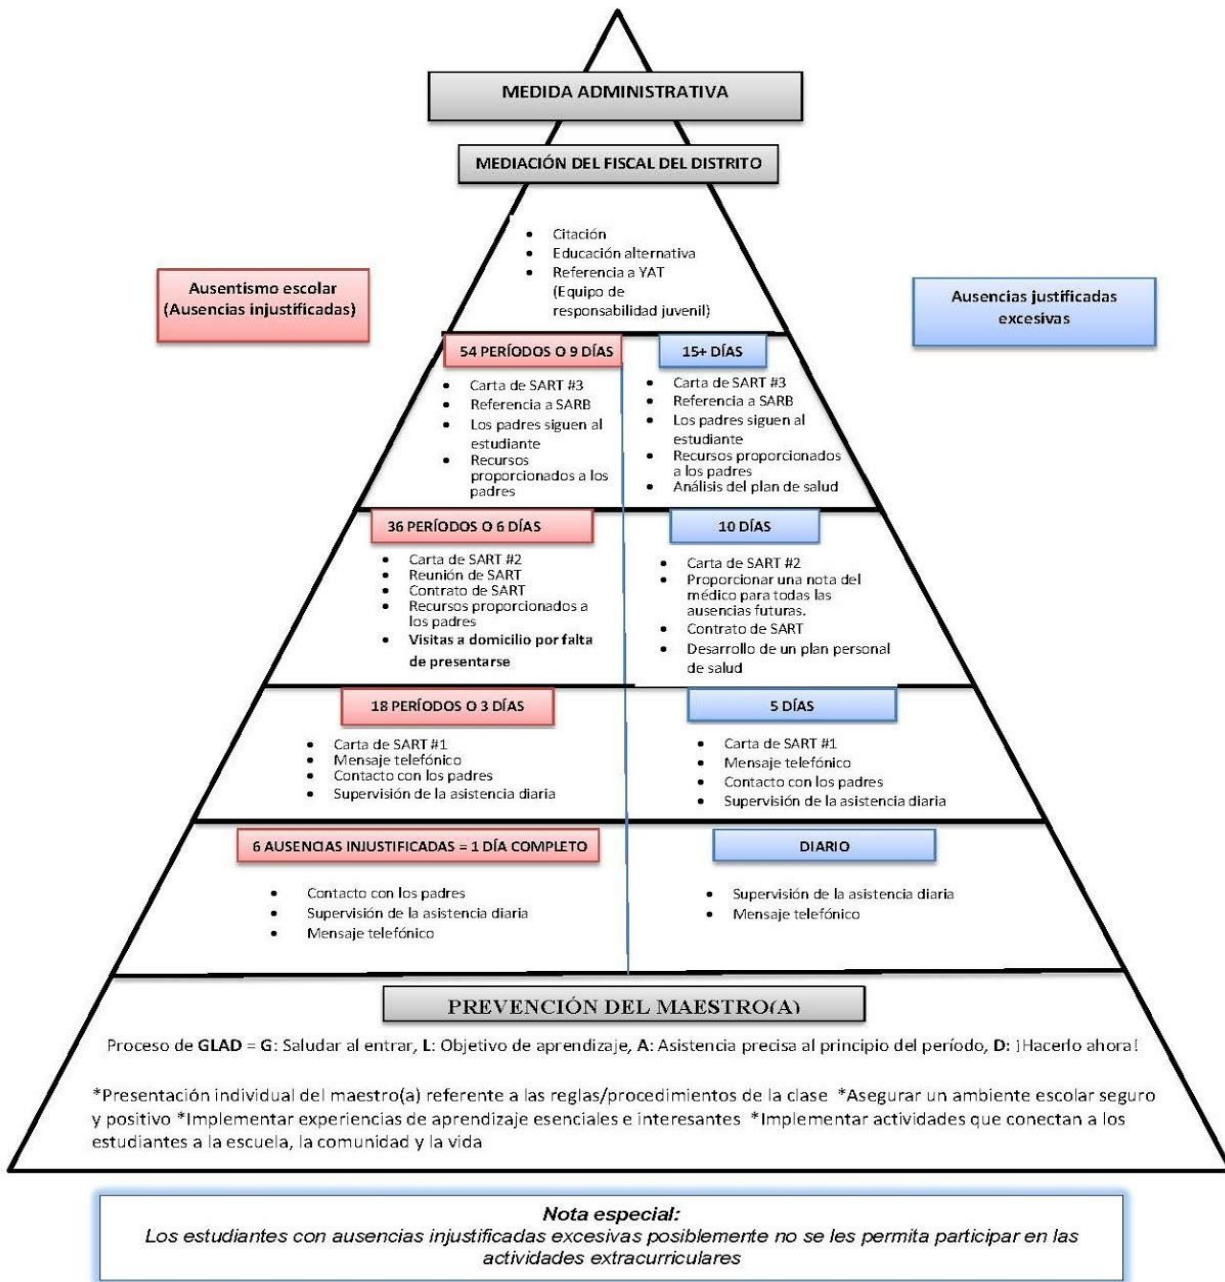 MEDIDA ADMINISTRATIVA
MEDIACIÓN DEL FISCAL DEL DISTRITO
• Citación
• Educación alternativa
• Referencia a YAT
(Equipo de
responsabilidad juvenil)
Ausentismo escolar
(Ausencias injustificadas)
Ausencias justificadas
excesivas
54 PERÍODOS O 9 DÍAS
• Carta de SART #3
• Referencia a SARB
• Los padres siguen al
estudiante
• Recursos
proporcionados a los
padres
15+ DÍAS
• Carta de SART #3
• Referencia a SARB
• Los padres siguen al
estudiante
• Recursos proporcionados
a los padres
• Análisis del plan de salud
36 PERÍODOS O 6 DÍAS
• Carta de SART #2
• Reunión de SART
• Contrato de SART
• Recursos proporcionados a
los padres
• Visitas a domicilio por falta
de presentarse
10 DÍAS
• Carta de SART #2
• Proporcionar una nota del
médico para todas las
ausencias futuras.
• Contrato de SART
• Desarrollo de un plan personal
de salud
18 PERÍODOS O 3 DÍAS
• Carta de SART #1
• Mensaje telefónico
• Contacto con los padres
• Supervisión de la asistencia diaria
5 DÍAS
• Carta de SART #1
• Mensaje telefónico
• Contacto con los padres
• Supervisión de la asistencia diaria
6 AUSENCIAS INJUSTIFICADAS = 1 DÍA COMPLETO
• Contacto con los padres
• Supervisión de la asistencia diaria
• Mensaje telefónico
DIARIO
• Supervisión de la asistencia diaria
• Mensaje telefónico
PREVENCIÓN DEL MAESTRO(A)
Proceso de GLAD = G: Saludar al entrar, L: Objetivo de aprendizaje, A: Asistencia precisa al principio del período, D: ¡Hacerlo ahora!
*Presentación individual del maestro(a) referente a las reglas/procedimientos de la clase *Asegurar un ambiente escolar seguro
y positivo *Implementar experiencias de aprendizaje esenciales e interesantes *Implementar actividades que conectan a los
estudiantes a la escuela, la comunidad y la vida
Nota especial:
Los estudiantes con ausencias injustificadas excesivas posiblemente no se les permita participar en las
actividades extracurriculares